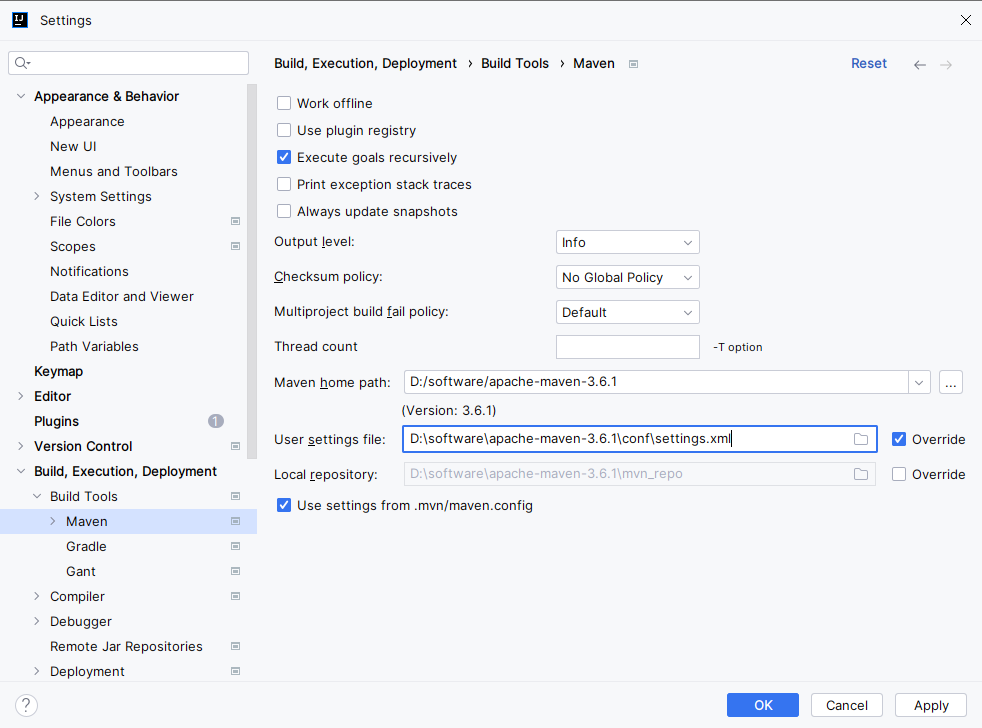 Settings
Appearance & Behavior
Appearance
New UI
Menus and Toolbars
System Settings
File Colors
Scopes
Notifications
Data Editor and Viewer
Quick Lists
Path Variables
Keymap
Editor
Plugins 1
Version Control
Build, Execution, Deployment
Build Tools
Maven
Gradle
Gant
Compiler
Debugger
Remote Jar Repositories
Deployment
?
Build, Execution, Deployment › Build Tools › Maven
Reset
Work offline
Use plugin registry
Execute goals recursively
Print exception stack traces
Always update snapshots
Output level: Info
Checksum policy: No Global Policy
Multiproject build fail policy: Default
Thread count -T option
Maven home path: D:/software/apache-maven-3.6.1 ...
(Version: 3.6.1)
User settings file: D:\software\apache-maven-3.6.1\conf\settings.xml Override
Local repository: D:\software\apache-maven-3.6.1\mvn_repo Override
Use settings from .mvn/maven.config
OK Cancel Apply